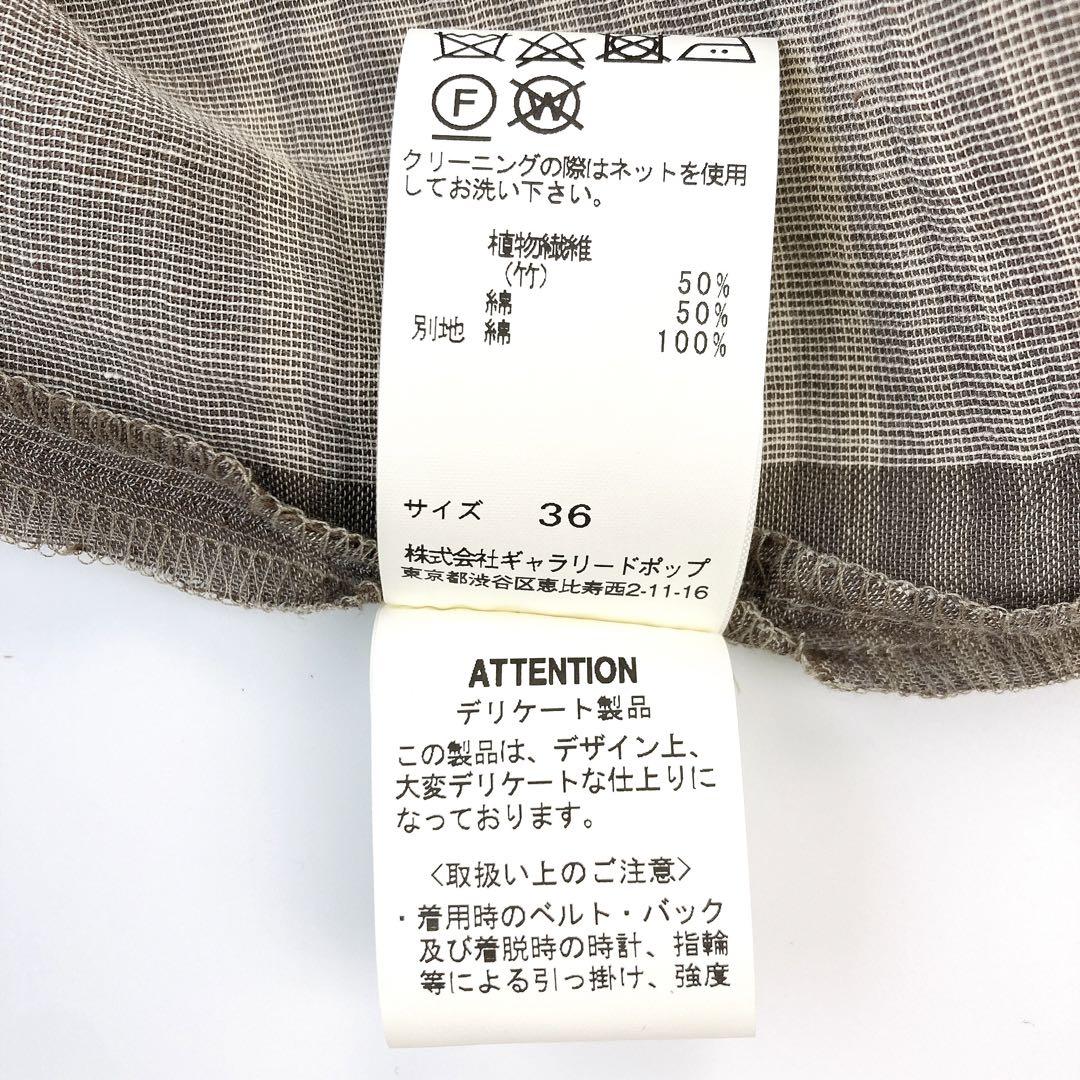 F W
クリーニングの際はネットを使用
してお洗い下さい。
植物繊維
(竹) 50%
綿 50%
別地 綿 100%
サイズ 36
株式会社ギャラリードポップ
東京都渋谷区恵比寿西2-11-16
ATTENTION
デリケート製品
この製品は、デザイン上、
大変デリケートな仕上りに
なっております。
〈取扱い上のご注意〉
・着用時のベルト・バック
及び着脱時の時計、指輪
等による引っ掛け、強度